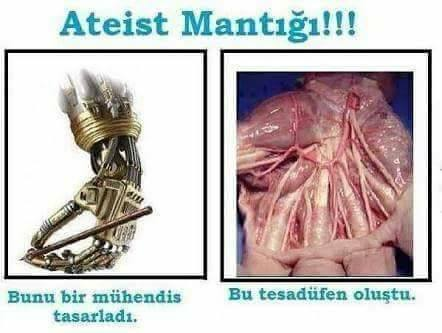 Ateist Mantığı!!!
Bunu bir mühendis
tasarladı.
Bu tesadüfen oluştu.